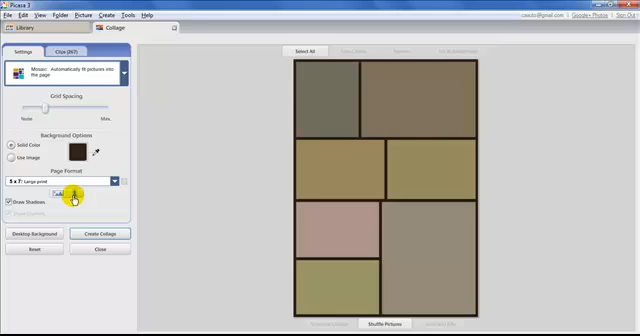 Picasa 3
File Edit View Folder Picture Create Tools Help
Google+ Photos | Sign Out
Library
Collage
Settings
Clips (267)
Select All
Mosaic: Automatically fit pictures into
the page
Grid Spacing
None
Max.
Background Options
Solid Color
Use Image
Page Format
5 x 7: Large print
Draw Shadows
Desktop Background
Create Collage
Reset
Close
Shuffle Pictures